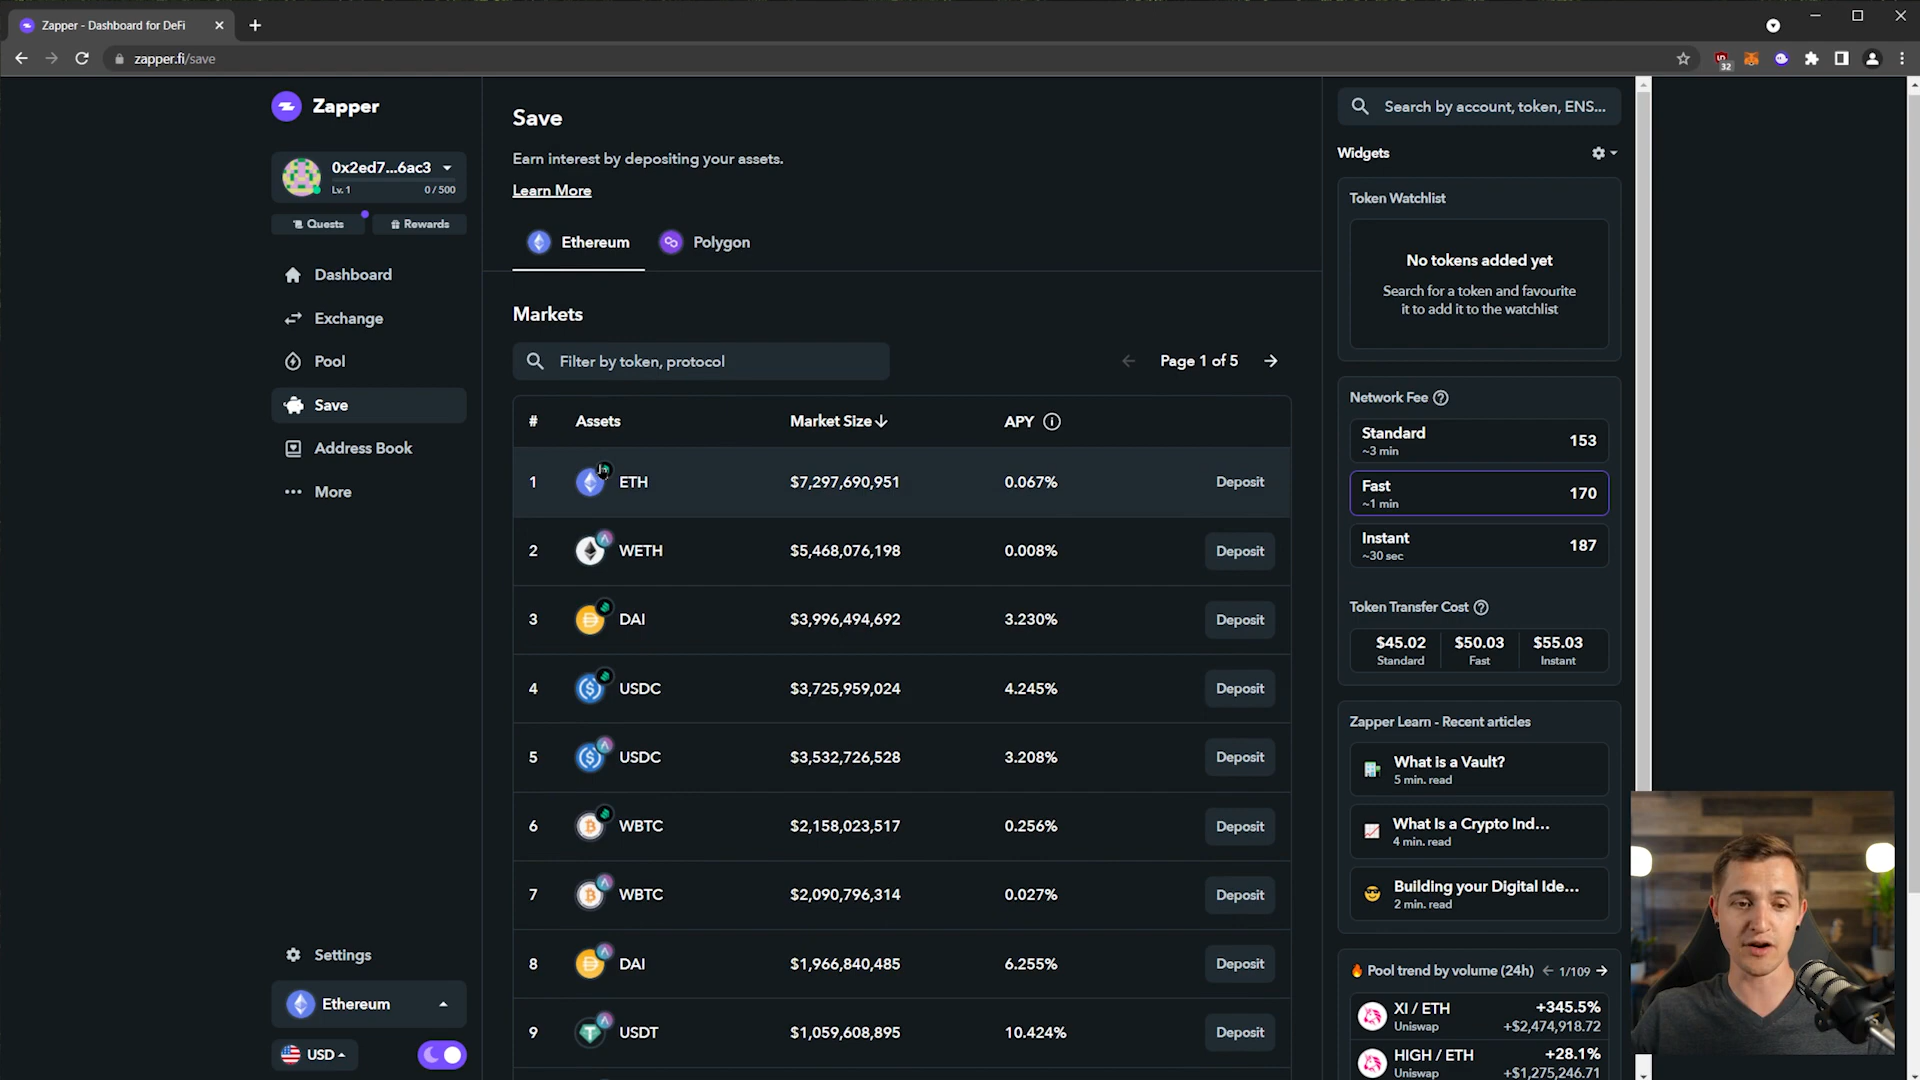 Zapper - Dashboard for DeFi
zapper.fi/save
32
Zapper
0x2ed7...6ac3
Lv. 1
0 / 500
Quests
Rewards
Dashboard
Exchange
Pool
Save
Address Book
More
Settings
Ethereum
USD
Save
Earn interest by depositing your assets.
Learn More
Ethereum
Polygon
Markets
Filter by token, protocol
Page 1 of 5
# Assets Market Size APY
1 ETH $7,297,690,951 0.067% Deposit
2 WETH $5,468,076,198 0.008% Deposit
3 DAI $3,996,494,692 3.230% Deposit
4 USDC $3,725,959,024 4.245% Deposit
5 USDC $3,532,726,528 3.208% Deposit
6 WBTC $2,158,023,517 0.256% Deposit
7 WBTC $2,090,796,314 0.027% Deposit
8 DAI $1,966,840,485 6.255% Deposit
9 USDT $1,059,608,895 10.424% Deposit
Search by account, token, ENS...
Widgets
Token Watchlist
No tokens added yet
Search for a token and favourite
it to add it to the watchlist
Network Fee
Standard 153
~3 min
Fast 170
~1 min
Instant 187
~30 sec
Token Transfer Cost
$45.02 $50.03 $55.03
Standard Fast Instant
Zapper Learn - Recent articles
What is a Vault?
5 min. read
What Is a Crypto Ind...
4 min. read
Building your Digital Ide...
2 min. read
Pool trend by volume (24h) 1/109
XI / ETH +345.5%
Uniswap +$2,474,918.72
HIGH / ETH +28.1%
Uniswap +$1,275,246.71